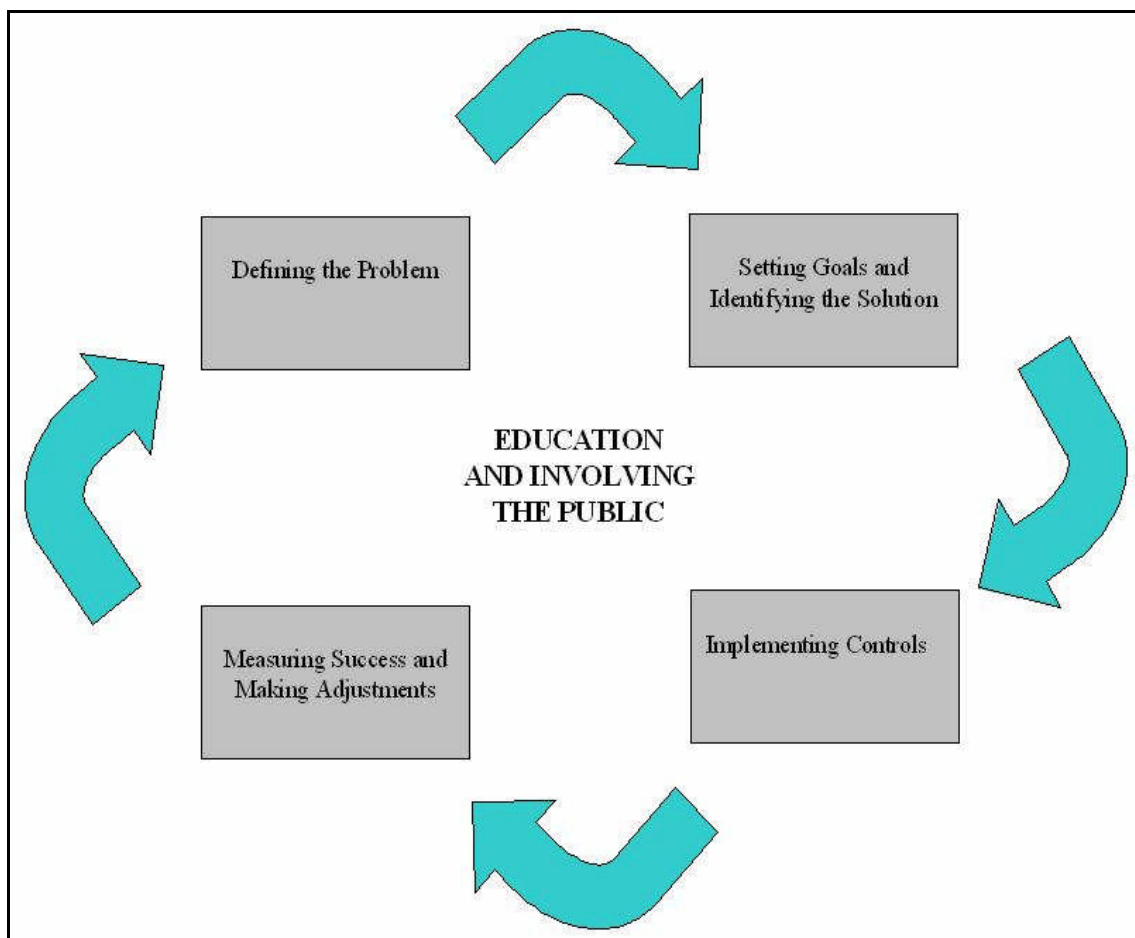 Defining the Problem
Setting Goals and
Identifying the Solution
EDUCATION
AND INVOLVING
THE PUBLIC
Measuring Success and
Making Adjustments
Implementing Controls